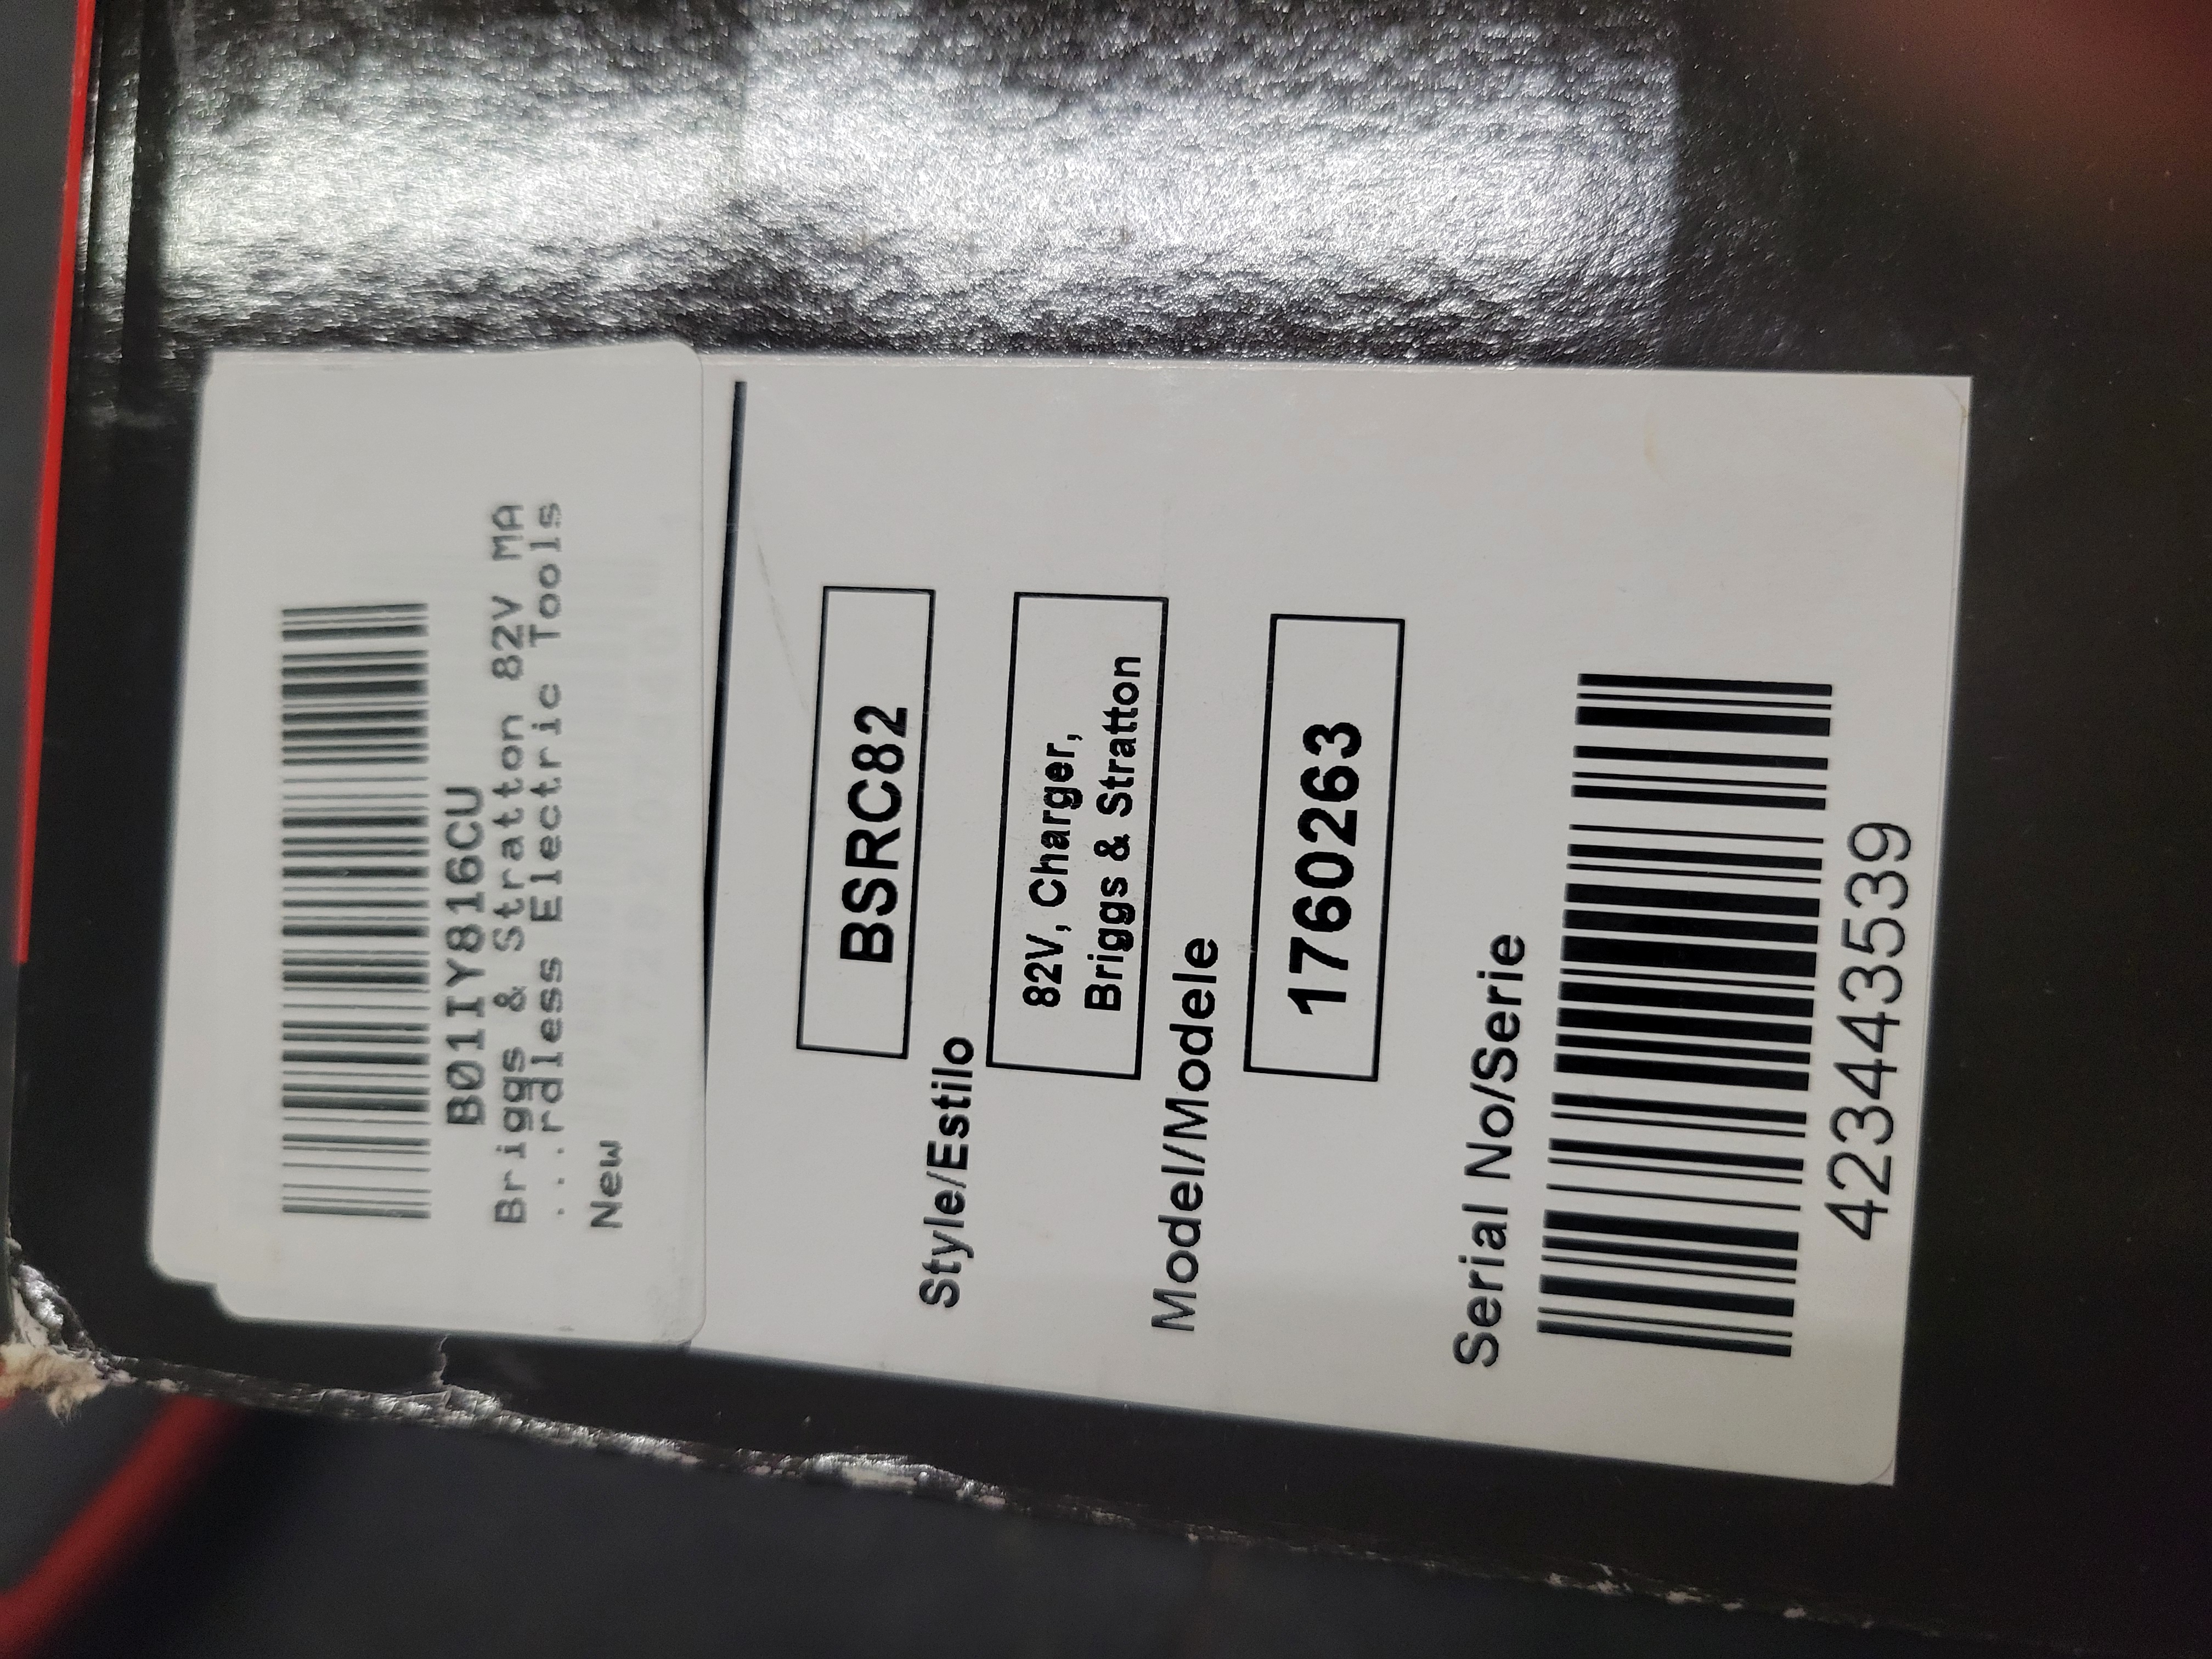 B01IY816CU
Briggs & Stratton 82V MA
...rdless Electric Tools
New
BSRC82
Style/Estilo
82V, Charger,
Briggs & Stratton
Model/Modele
1760263
Serial No/Serie
4234443539